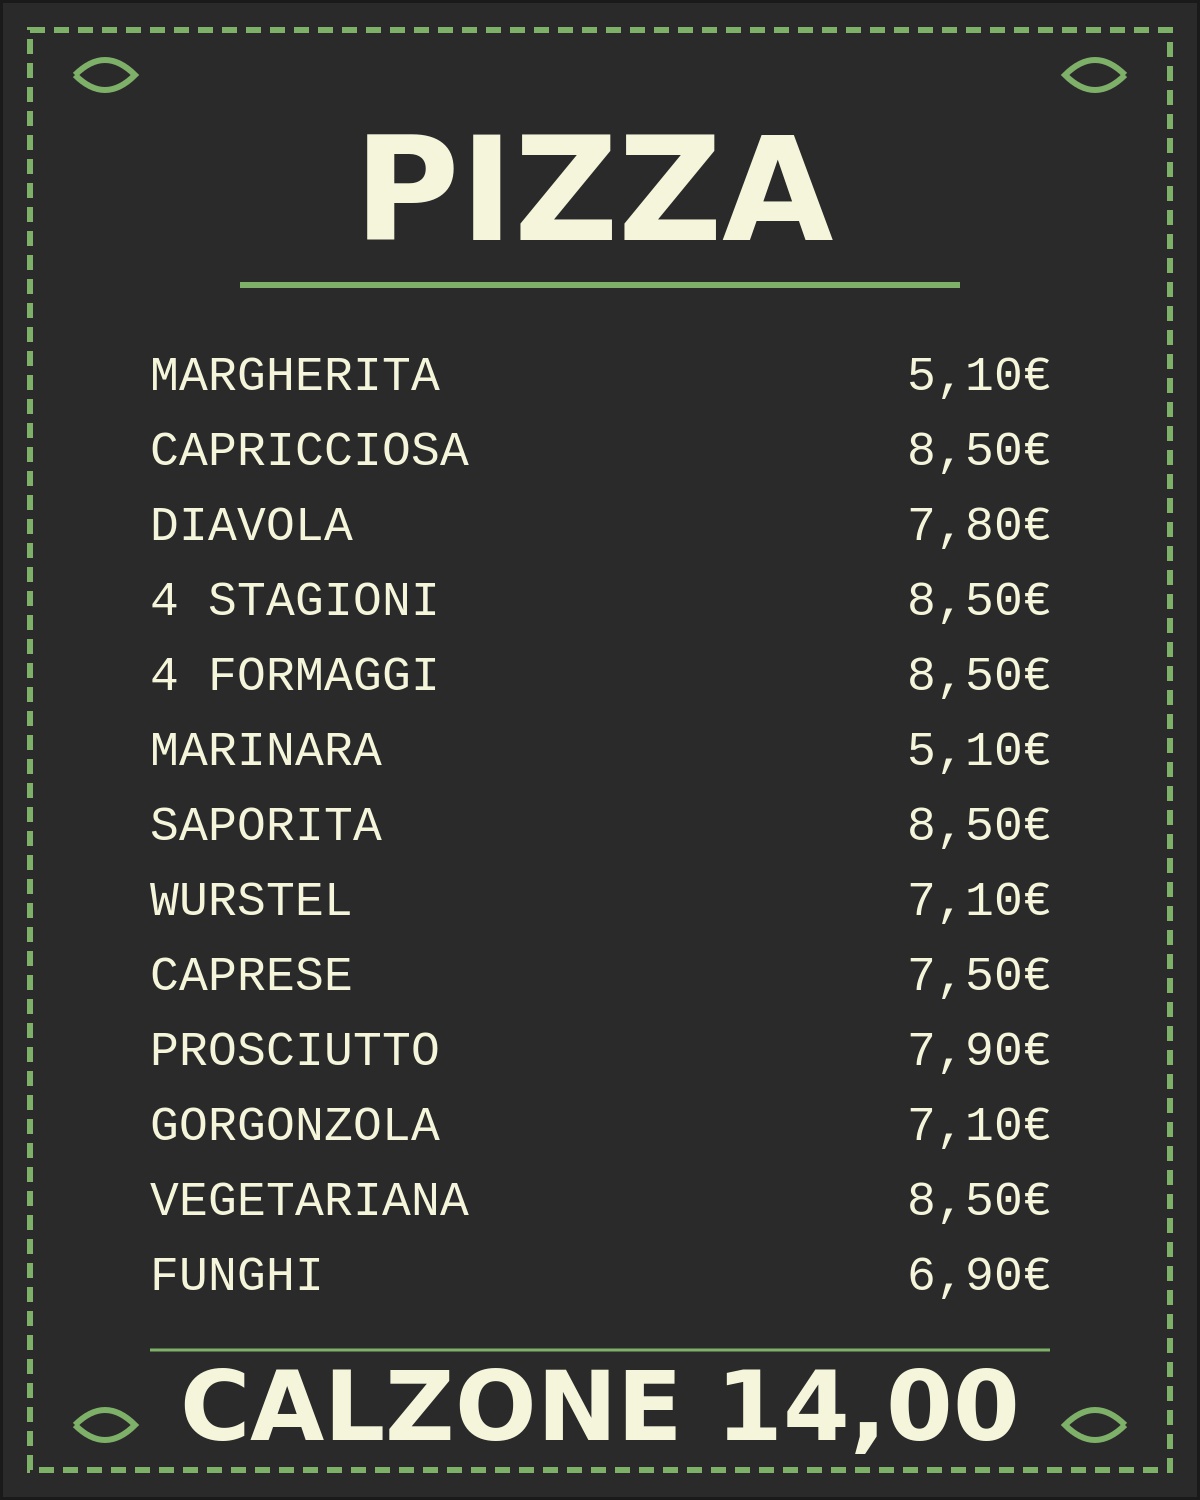 PIZZA
MARGHERITA 5,10€
CAPRICCIOSA 8,50€
DIAVOLA 7,80€
4 STAGIONI 8,50€
4 FORMAGGI 8,50€
MARINARA 5,10€
SAPORITA 8,50€
WURSTEL 7,10€
CAPRESE 7,50€
PROSCIUTTO 7,90€
GORGONZOLA 7,10€
VEGETARIANA 8,50€
FUNGHI 6,90€
CALZONE 14,00